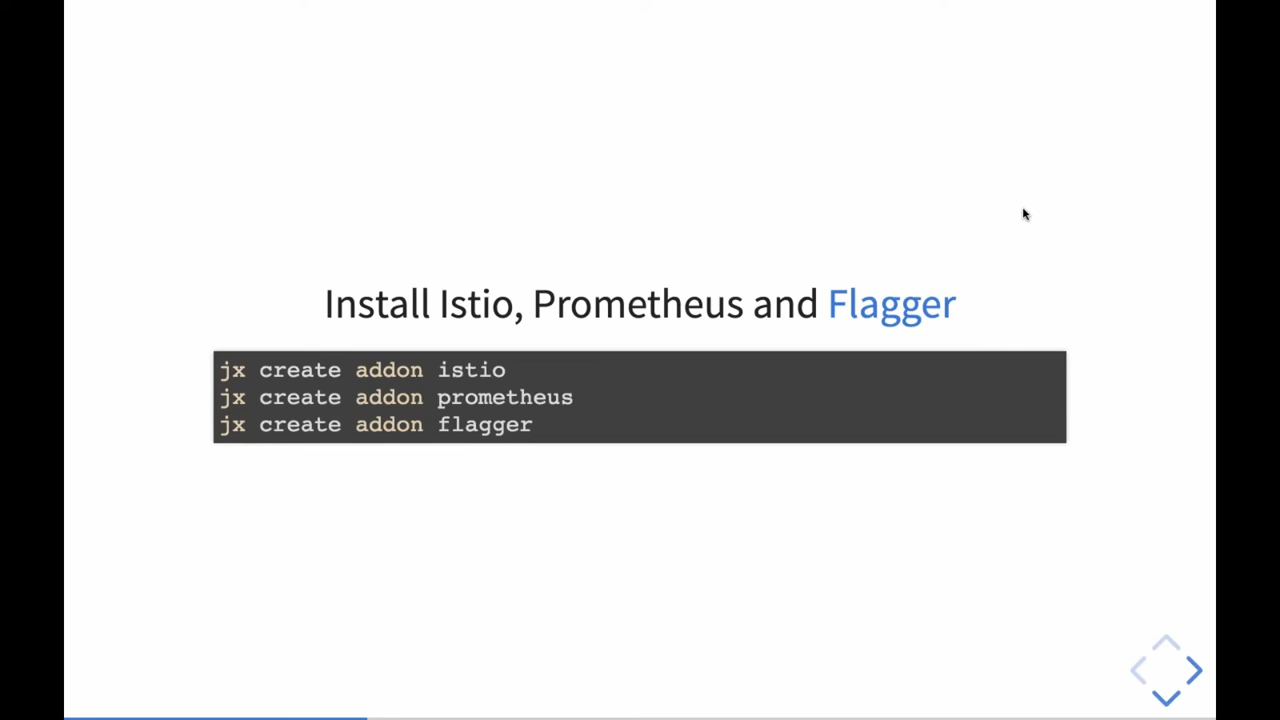 Install Istio, Prometheus and Flagger
jx create addon istio
jx create addon prometheus
jx create addon flagger